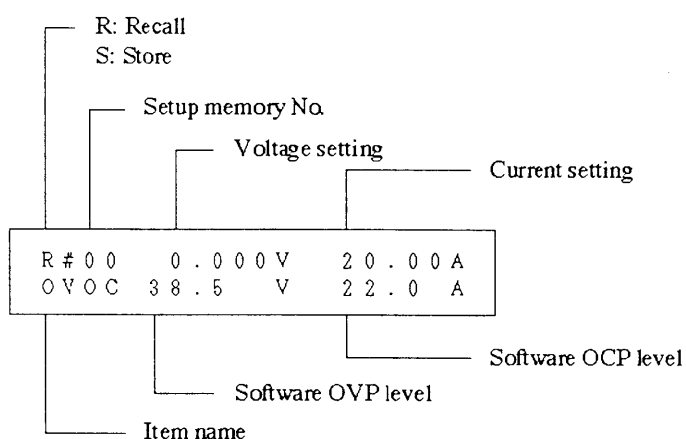 R: Recall
S: Store
Setup memory No.
Voltage setting
Current setting
R#00 0.000V 20.00A
OVOC 38.5 V 22.0 A
Software OCP level
Software OVP level
Item name